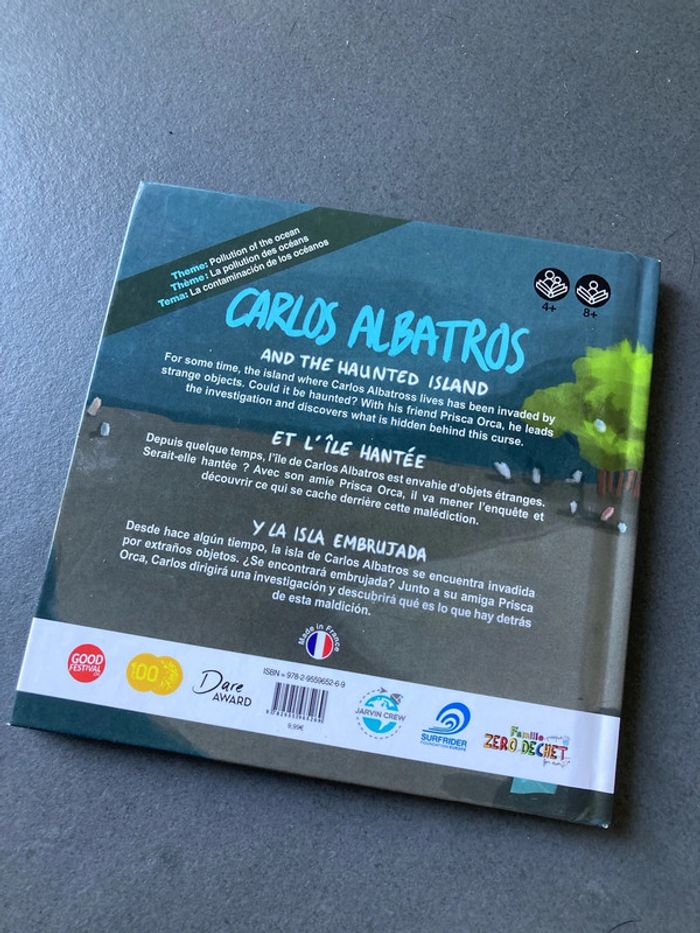 Theme: Pollution of the ocean
Thème: La pollution des océans
Tema: La contaminación de los océanos
4+
8+
CARLOS ALBATROS
AND THE HAUNTED ISLAND
For some time, the island where Carlos Albatross lives has been invaded by
strange objects. Could it be haunted? With his friend Prisca Orca, he leads
the investigation and discovers what is hidden behind this curse.
ET L'ÎLE HANTÉE
Depuis quelque temps, l'île de Carlos Albatros est envahie d'objets étranges.
Serait-elle hantée ? Avec son amie Prisca Orca, il va mener l'enquête et
découvrir ce qui se cache derrière cette malédiction.
Y LA ISLA EMBRUJADA
Desde hace algún tiempo, la isla de Carlos Albatros se encuentra invadida
por extraños objetos. ¿Se encontrará embrujada? Junto a su amiga Prisca
Orca, Carlos dirigirá una investigación y descubrirá qué es lo que hay detrás
de esta maldición.
Made in France
GOOD
FESTIVAL
100
Dare
AWARD
ISBN = 978-2-9559652-6-9
9,99€
JARVIN CREW
SURFRIDER
FOUNDATION EUROPE
Famille
ZERO DECHET